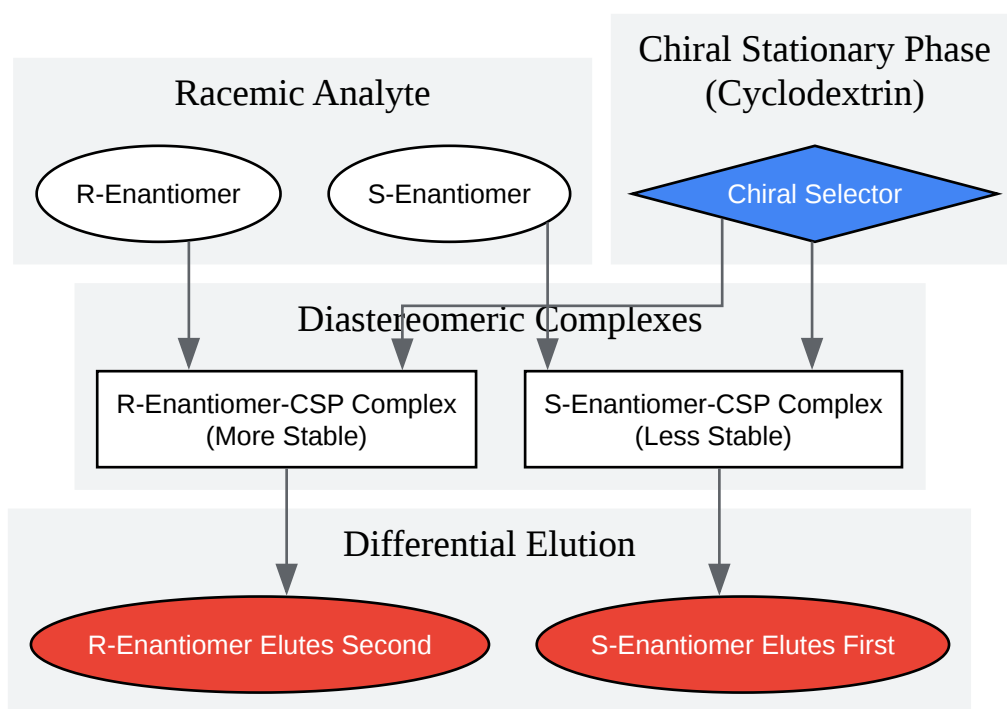 Chiral Stationary Phase
(Cyclodextrin)
Racemic Analyte
R-Enantiomer
S-Enantiomer
Chiral Selector
Diastereomeric Complexes
R-Enantiomer-CSP Complex
(More Stable)
S-Enantiomer-CSP Complex
(Less Stable)
Differential Elution
R-Enantiomer Elutes Second
S-Enantiomer Elutes First